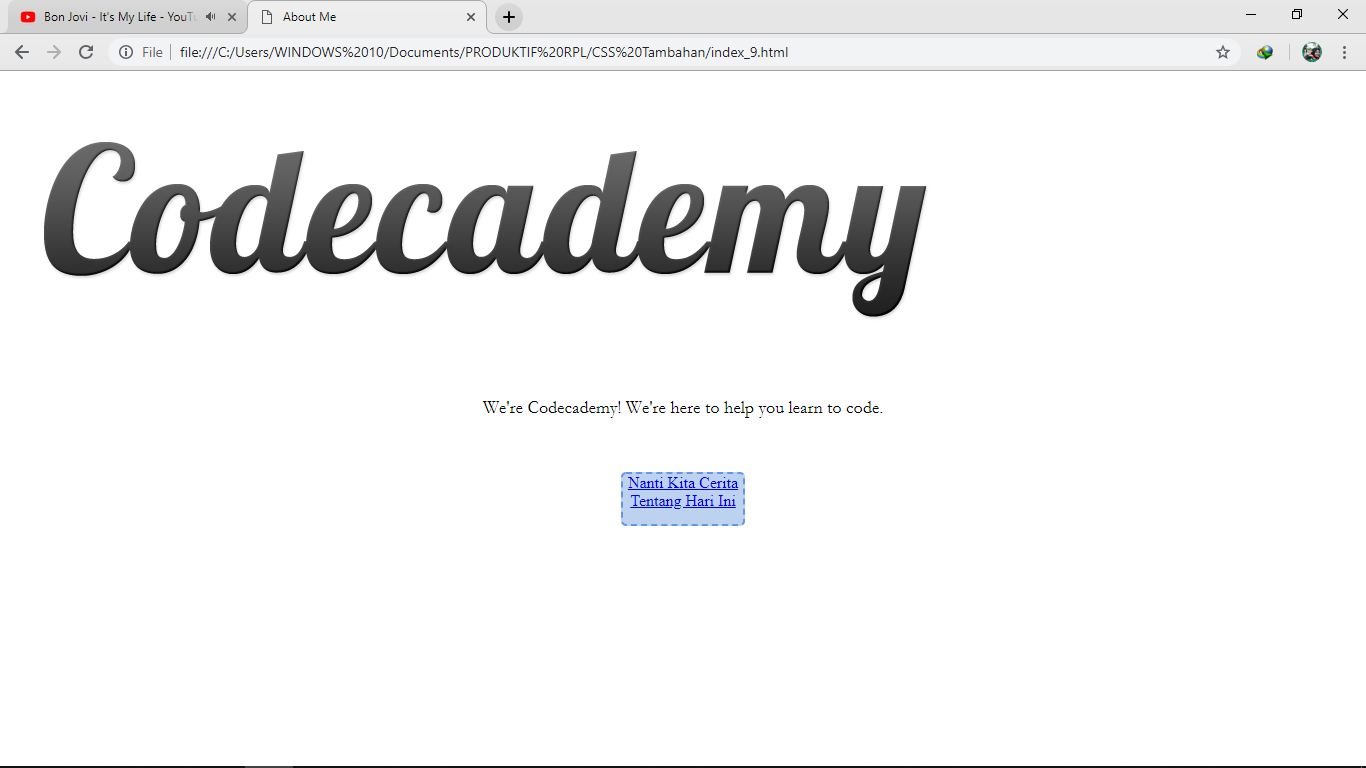 Bon Jovi - It's My Life - YouTu
About Me
File
file:///C:/Users/WINDOWS%2010/Documents/PRODUKTIF%20RPL/CSS%20Tambahan/index_9.html
Codecademy
We're Codecademy! We're here to help you learn to code.
Nanti Kita Cerita
Tentang Hari Ini